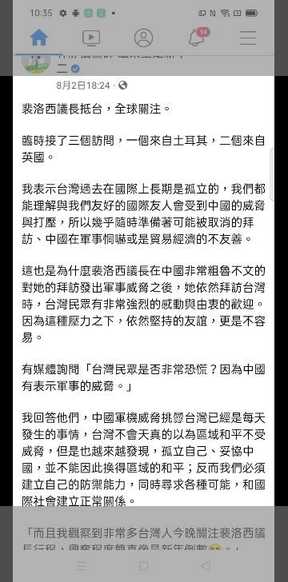 10:35
14
二
8月2日18:24
裴洛西議長抵台，全球關注。
臨時接了三個訪問，一個來自土耳其，二個來自
英國。
我表示台灣過去在國際上長期是孤立的，我們都
能理解與我們友好的國際友人會受到中國的威脅
與打壓，所以幾乎隨時準備著可能被取消的拜
訪、中國在軍事恫嚇或是貿易經濟的不友善。
這也是為什麼裴洛西議長在中國非常粗魯不文的
對她的拜訪發出軍事威脅之後，她依然拜訪台灣
時，台灣民眾有非常強烈的感動與由衷的歡迎。
因為這種壓力之下，依然堅持的友誼，更是不容
易。
有媒體詢問「台灣民眾是否非常恐慌？因為中國
有表示軍事的威脅。」
我回答他們，中國軍機威脅挑釁台灣已經是每天
發生的事情，台灣不會天真的以為區域和平不受
威脅，但是也越來越發現，孤立自己、妥協中
國，並不能因此換得區域的和平；反而我們必須
建立自己的防禦能力，同時尋求各種可能，和國
際社會建立正常關係。
「而且我觀察到非常多台灣人今晚關注裴洛西議